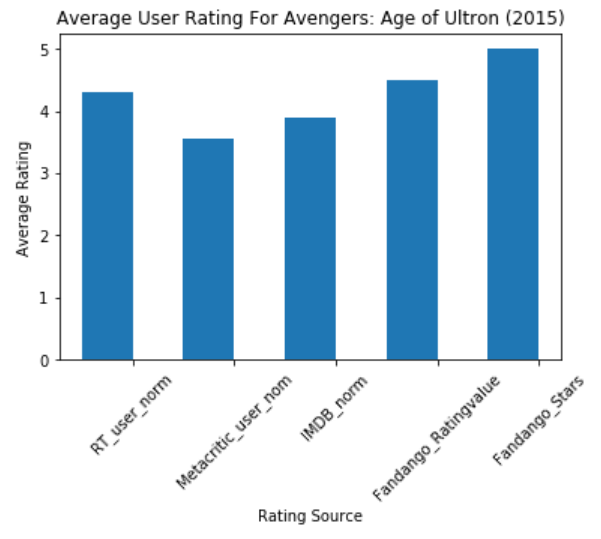 Average User Rating For Avengers: Age of Ultron (2015)
Average Rating
5
4
3
2
1
0
RT_user_norm
Metacritic_user_nom
IMDB_norm
Fandango_Ratingvalue
Fandango_Stars
Rating Source